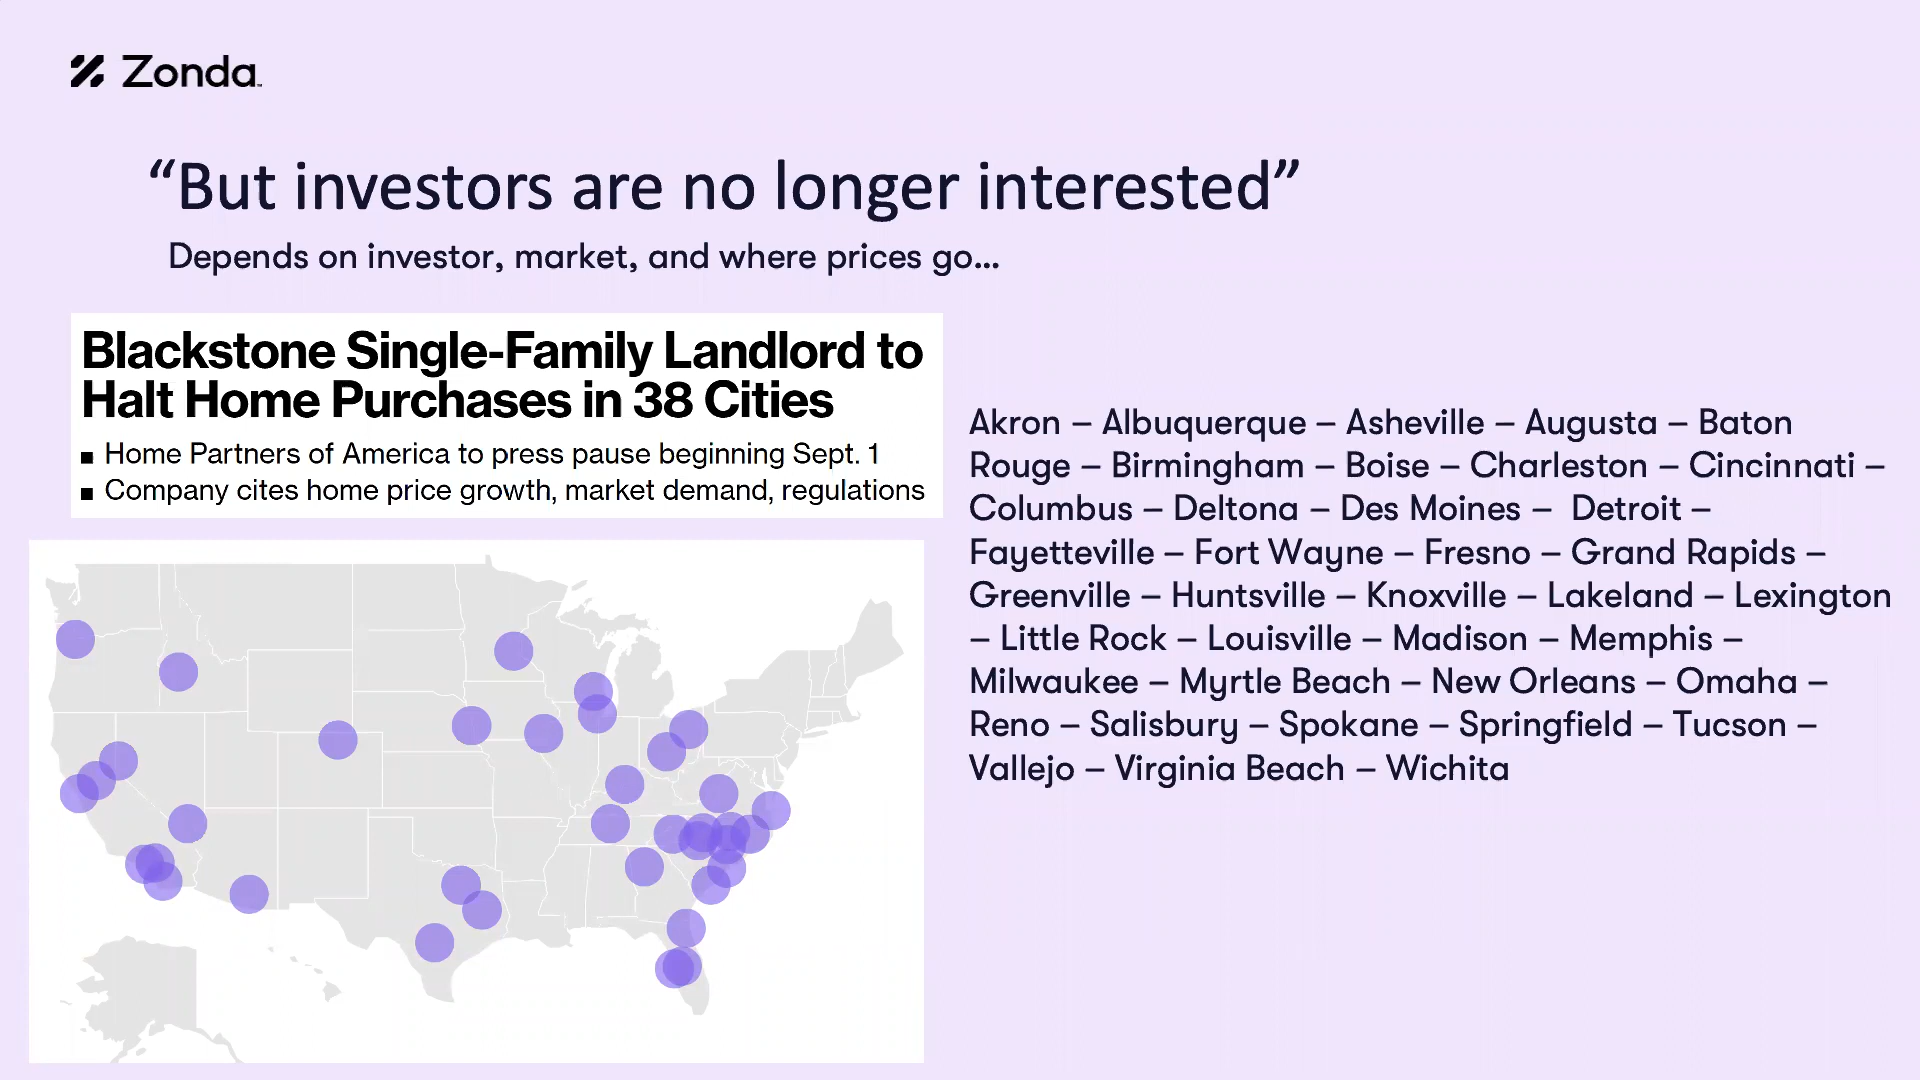 Zonda
“But investors are no longer interested”
Depends on investor, market, and where prices go...
Blackstone Single-Family Landlord to
Halt Home Purchases in 38 Cities
▪ Home Partners of America to press pause beginning Sept. 1
▪ Company cites home price growth, market demand, regulations
Akron – Albuquerque – Asheville – Augusta – Baton
Rouge – Birmingham – Boise – Charleston – Cincinnati –
Columbus – Deltona – Des Moines –  Detroit –
Fayetteville – Fort Wayne – Fresno – Grand Rapids –
Greenville – Huntsville – Knoxville – Lakeland – Lexington
– Little Rock – Louisville – Madison – Memphis –
Milwaukee – Myrtle Beach – New Orleans – Omaha –
Reno – Salisbury – Spokane – Springfield – Tucson –
Vallejo – Virginia Beach – Wichita